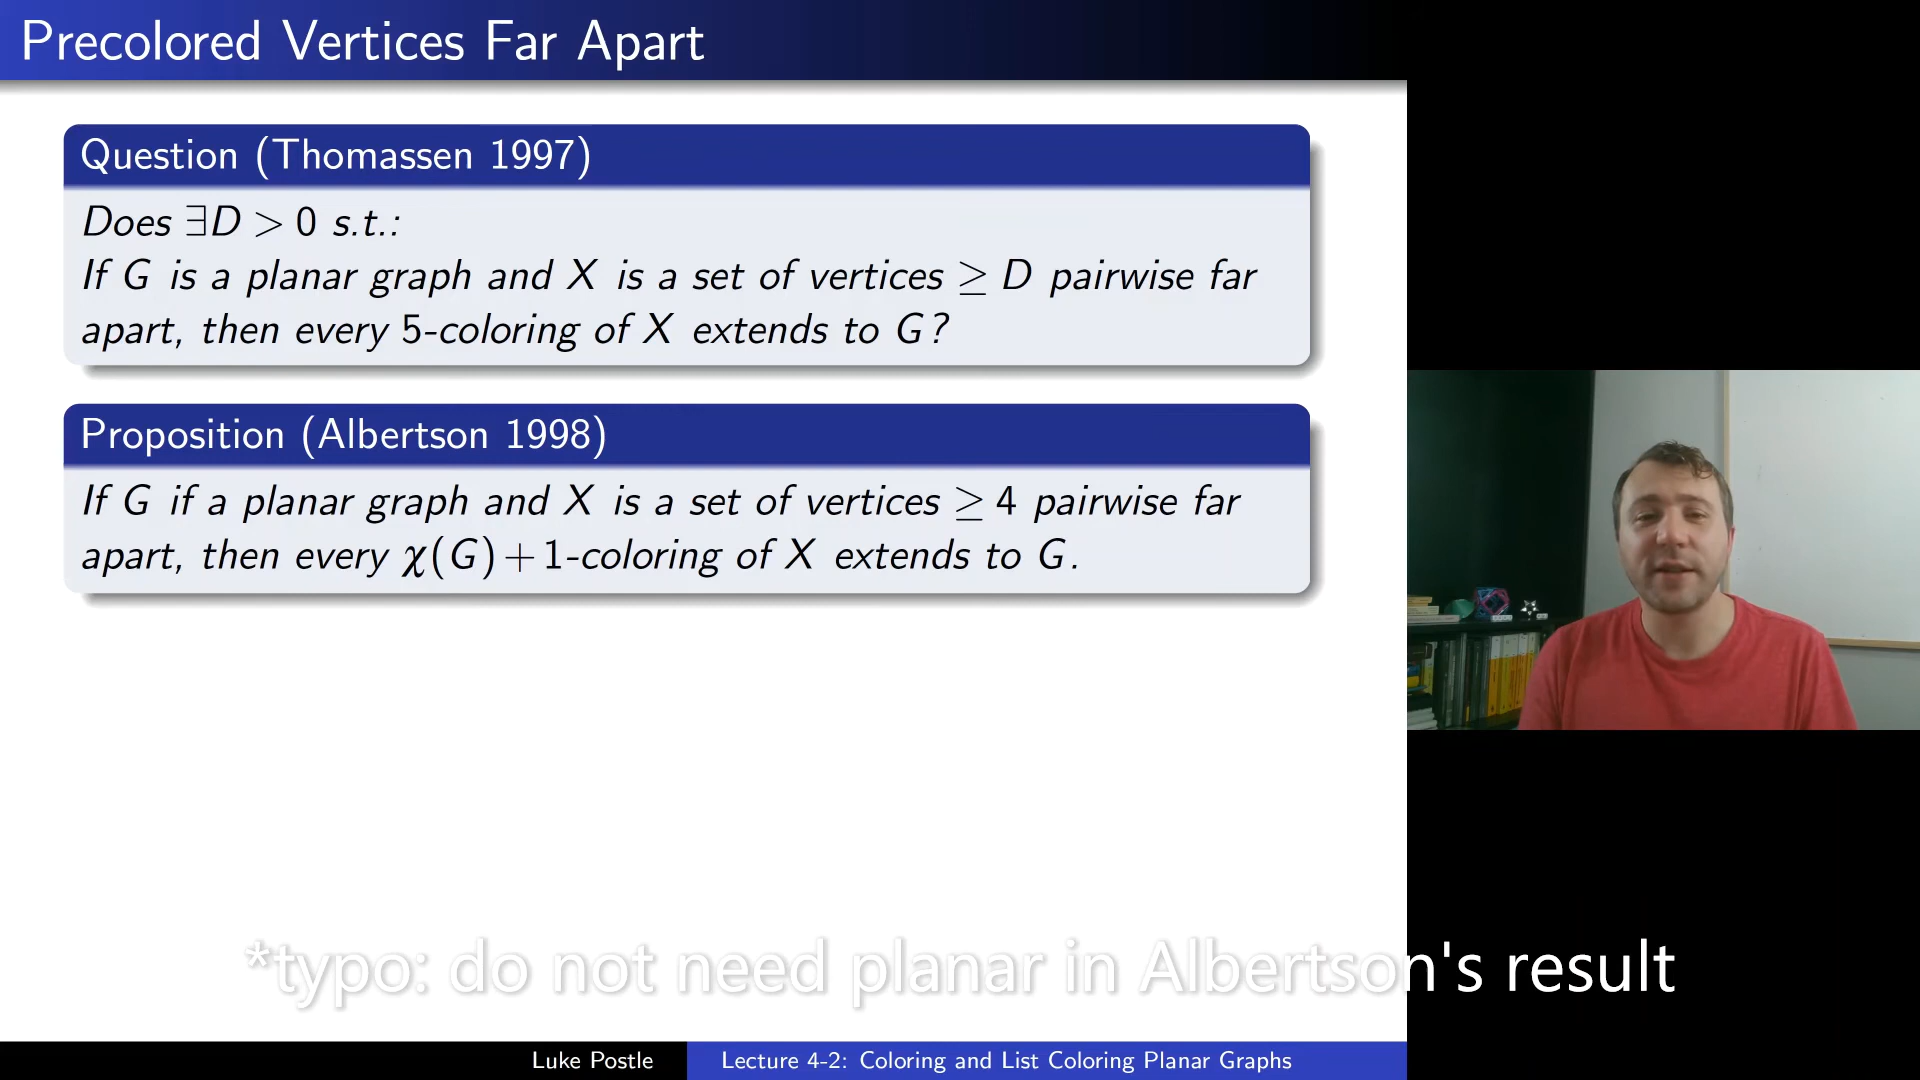 Precolored Vertices Far Apart
Question (Thomassen 1997)
Does ∃D > 0 s.t.:
If G is a planar graph and X is a set of vertices ≥ D pairwise far
apart, then every 5-coloring of X extends to G?
Proposition (Albertson 1998)
If G if a planar graph and X is a set of vertices ≥ 4 pairwise far
apart, then every χ(G)+1-coloring of X extends to G.
*typo: do not need planar in Albertson's result
Luke Postle
Lecture 4-2: Coloring and List Coloring Planar Graphs